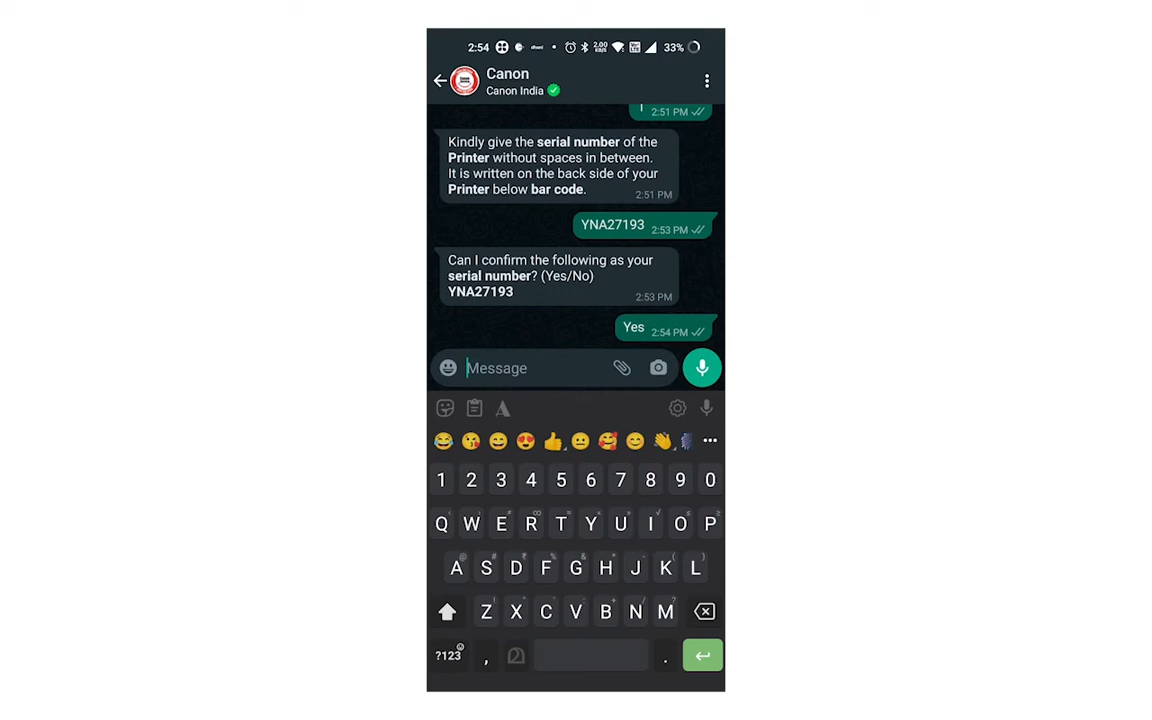 2:54 2.00 KB/S 33%
Canon
Canon India
2:51 PM
Kindly give the serial number of the
Printer without spaces in between.
It is written on the back side of your
Printer below bar code.
2:51 PM
YNA27193 2:53 PM
Can I confirm the following as your
serial number? (Yes/No)
YNA27193
2:53 PM
Yes 2:54 PM
Message
1 2 3 4 5 6 7 8 9 0
Q W E R T Y U I O P
A S D F G H J K L
Z X C V B N M
?123 , .